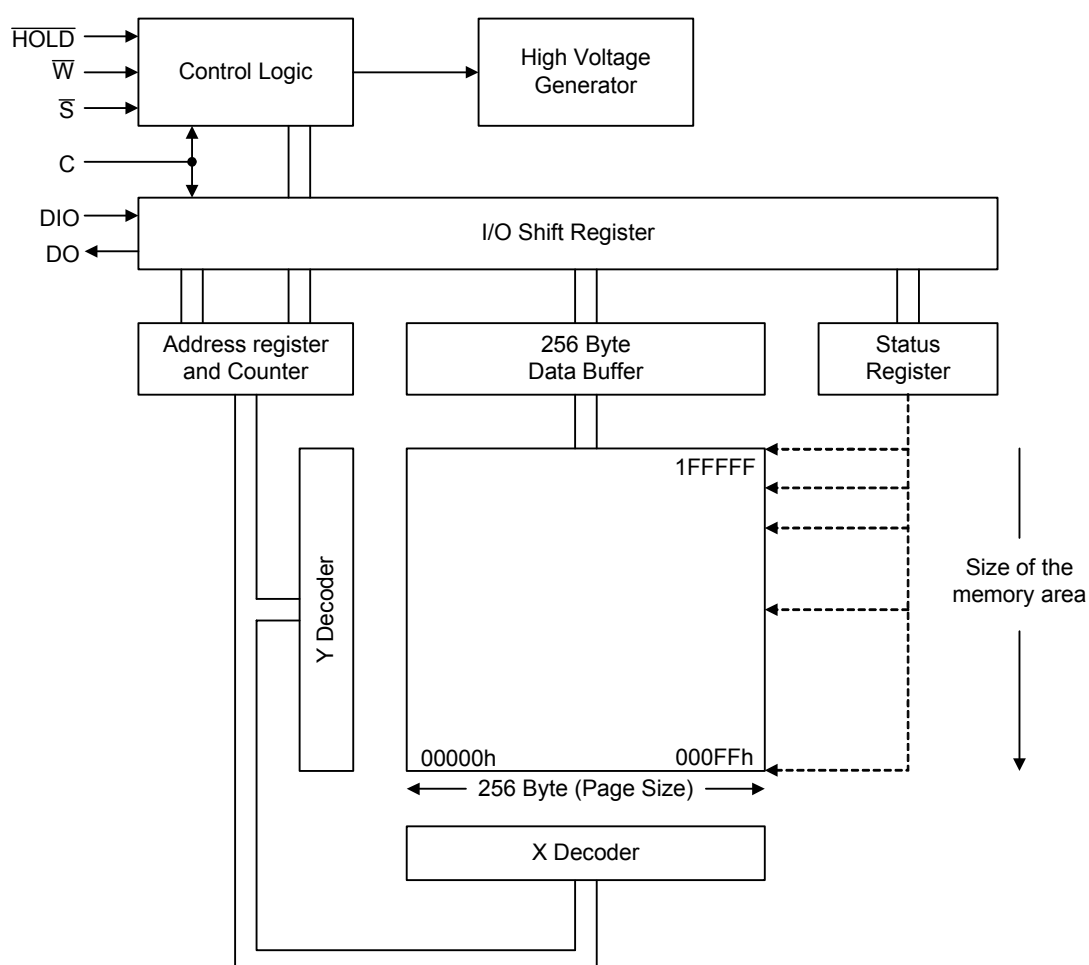 H̅O̅L̅D̅
W̅
S̅
C
DIO
DO
Control Logic
High Voltage
Generator
I/O Shift Register
Address register
and Counter
256 Byte
Data Buffer
Status
Register
1FFFFF
Y Decoder
Size of the
memory area
00000h
000FFh
256 Byte (Page Size)
X Decoder